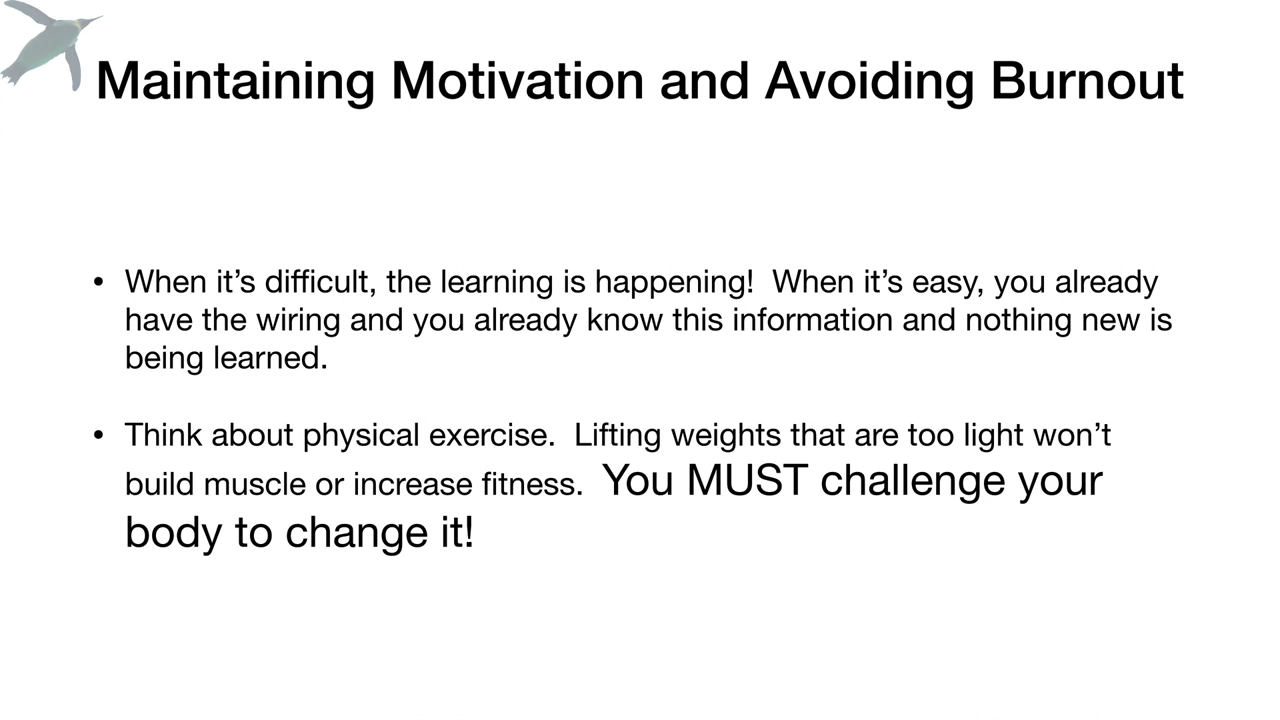 Maintaining Motivation and Avoiding Burnout
• When it’s difficult, the learning is happening!  When it’s easy, you already
have the wiring and you already know this information and nothing new is
being learned.
• Think about physical exercise.  Lifting weights that are too light won’t
build muscle or increase fitness.  You MUST challenge your
body to change it!